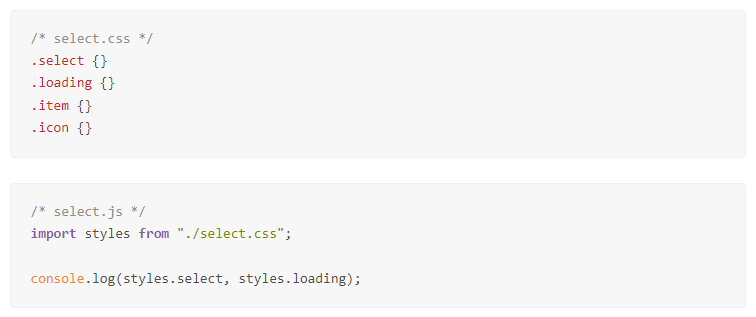 /* select.css */
.select {}
.loading {}
.item {}
.icon {}
/* select.js */
import styles from "./select.css";
console.log(styles.select, styles.loading);